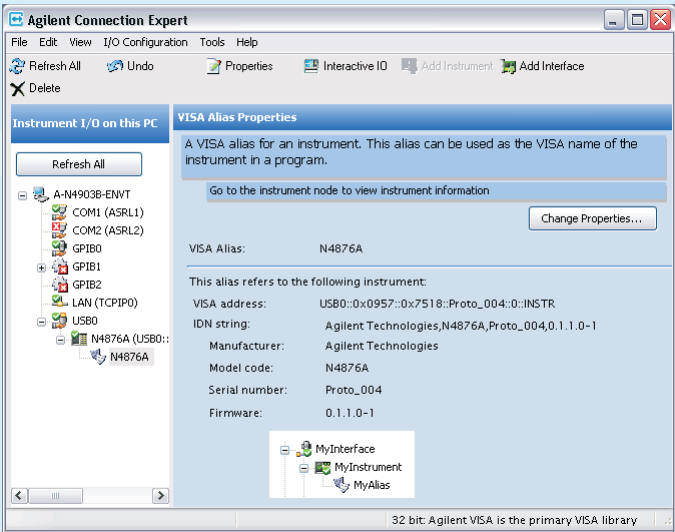 Agilent Connection Expert
File Edit View I/O Configuration Tools Help
Refresh All Undo Properties Interactive IO Add Instrument Add Interface
Delete
Instrument I/O on this PC
Refresh All
A-N4903B-ENVT
COM1 (ASRL1)
COM2 (ASRL2)
GPIB0
GPIB1
GPIB2
LAN (TCPIP0)
USB0
N4876A (USB0::
N4876A
VISA Alias Properties
A VISA alias for an instrument. This alias can be used as the VISA name of the
instrument in a program.
Go to the instrument node to view instrument information
Change Properties...
VISA Alias: N4876A
This alias refers to the following instrument:
VISA address: USB0::0x0957::0x7518::Proto_004::0::INSTR
IDN string: Agilent Technologies,N4876A,Proto_004,0.1.1.0-1
Manufacturer: Agilent Technologies
Model code: N4876A
Serial number: Proto_004
Firmware: 0.1.1.0-1
MyInterface
MyInstrument
MyAlias
32 bit: Agilent VISA is the primary VISA library